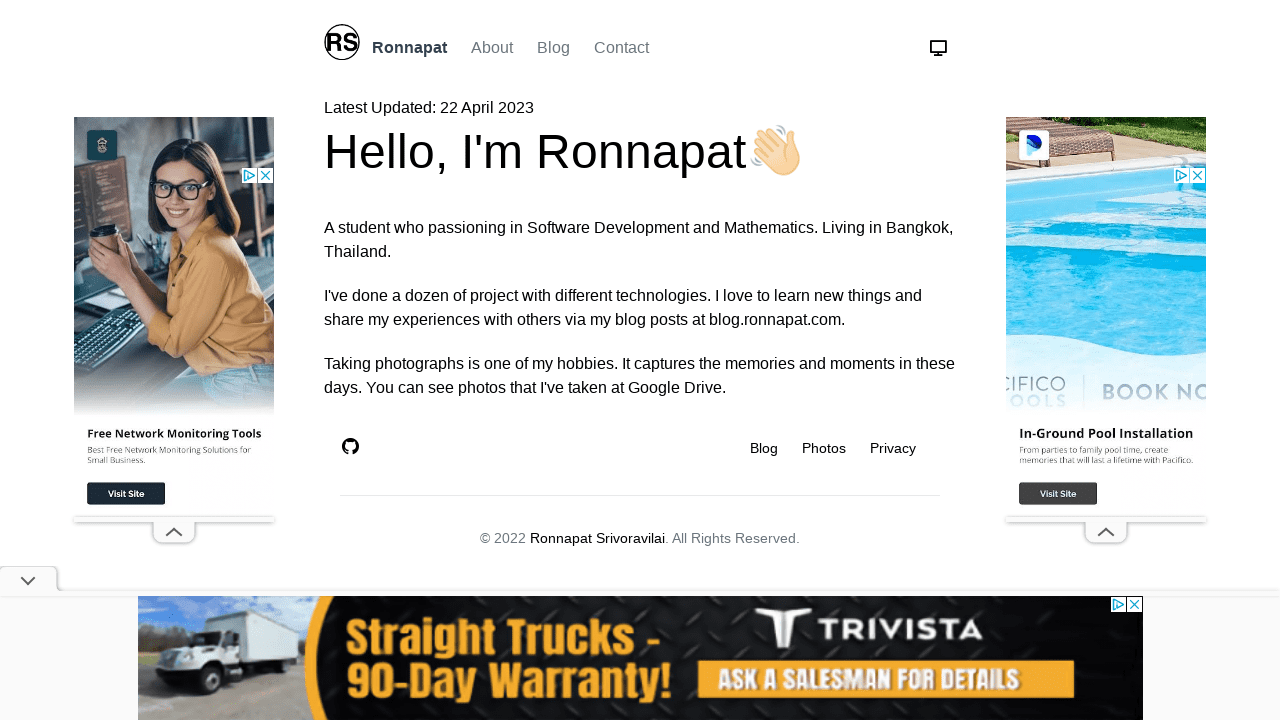 RS
Ronnapat
About
Blog
Contact
Latest Updated: 22 April 2023
Hello, I'm Ronnapat
A student who passioning in Software Development and Mathematics. Living in Bangkok,
Thailand.
I've done a dozen of project with different technologies. I love to learn new things and
share my experiences with others via my blog posts at blog.ronnapat.com.
Taking photographs is one of my hobbies. It captures the memories and moments in these
days. You can see photos that I've taken at Google Drive.
Blog
Photos
Privacy
© 2022 Ronnapat Srivoravilai. All Rights Reserved.
Free Network Monitoring Tools
Best Free Network Monitoring Solutions for
Small Business.
Visit Site
CIFICO
OOLS
BOOK NO
In-Ground Pool Installation
From parties to family pool time, create
memories that will last a lifetime with Pacifico.
Visit Site
Straight Trucks -
90-Day Warranty!
TRIVISTA
ASK A SALESMAN FOR DETAILS